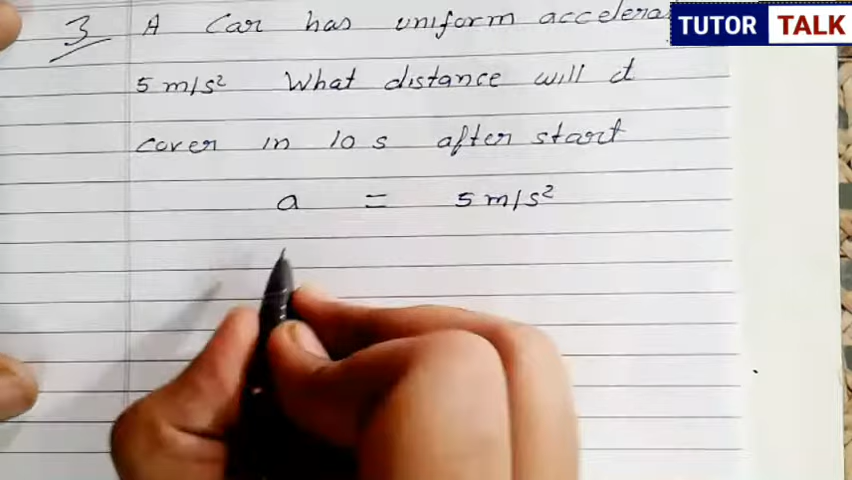 3 A Car has uniform accelera
TUTOR TALK
5 m/s² What distance will it
cover in 10 s after start
a = 5 m/s²